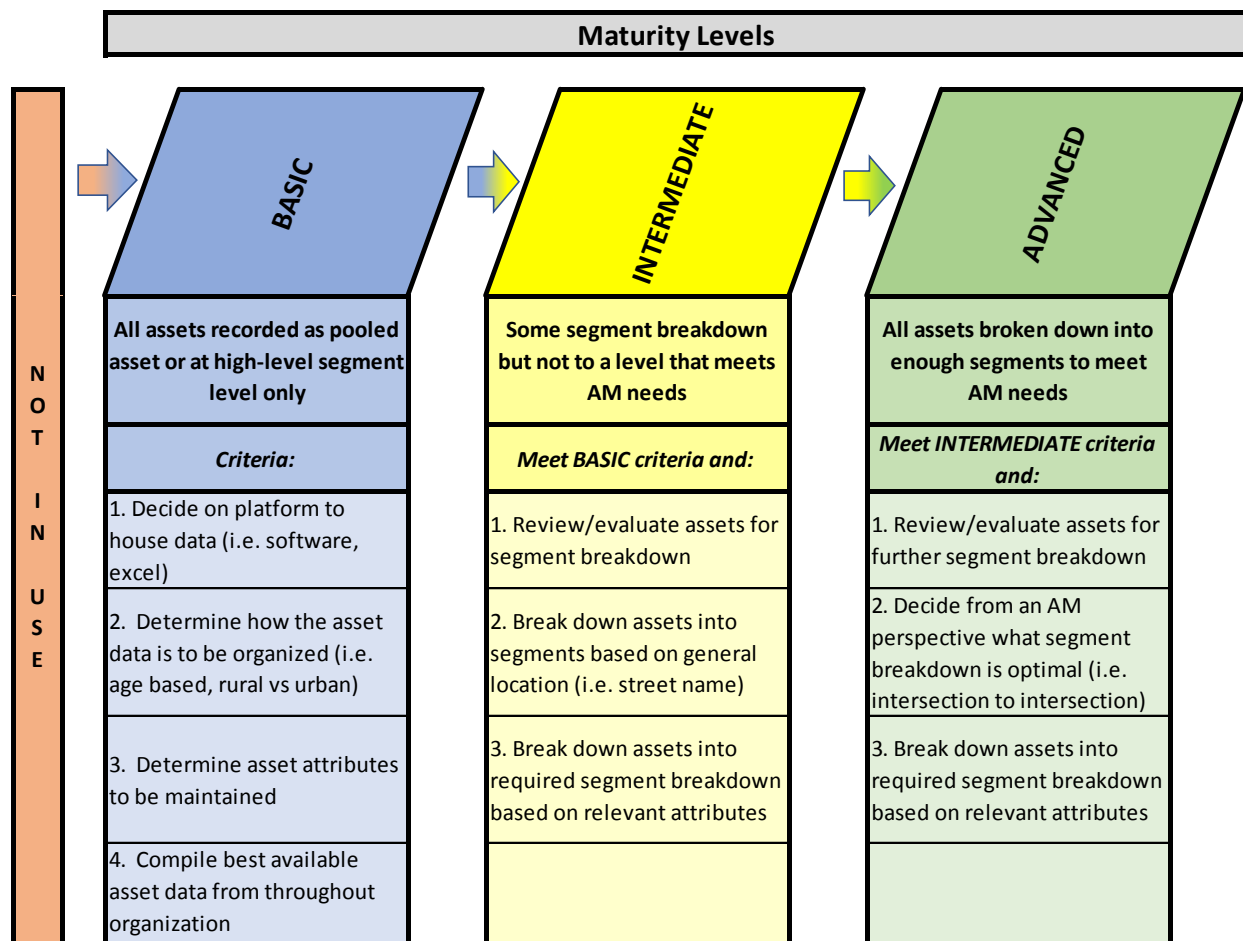 Maturity Levels
NOT IN USE
BASIC
All assets recorded as pooled
asset or at high-level segment
level only
Criteria:
1. Decide on platform to
house data (i.e. software,
excel)
2.  Determine how the asset
data is to be organized (i.e.
age based, rural vs urban)
3.  Determine asset attributes
to be maintained
4.  Compile best available
asset data from throughout
organization
INTERMEDIATE
Some segment breakdown
but not to a level that meets
AM needs
Meet BASIC criteria and:
1. Review/evaluate assets for
segment breakdown
2. Break down assets into
segments based on general
location (i.e. street name)
3. Break down assets into
required segment breakdown
based on relevant attributes
ADVANCED
All assets broken down into
enough segments to meet
AM needs
Meet INTERMEDIATE criteria
and:
1. Review/evaluate assets for
further segment breakdown
2. Decide from an AM
perspective what segment
breakdown is optimal (i.e.
intersection to intersection)
3. Break down assets into
required segment breakdown
based on relevant attributes